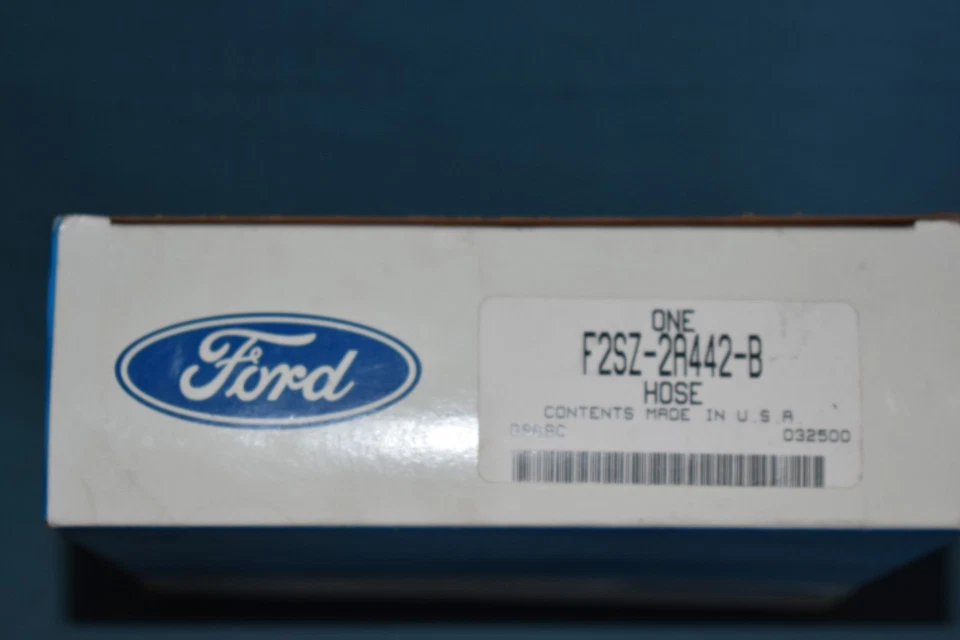 Ford
ONE
F2SZ-2A442-B
HOSE
CONTENTS MADE IN U.S.A.
032500